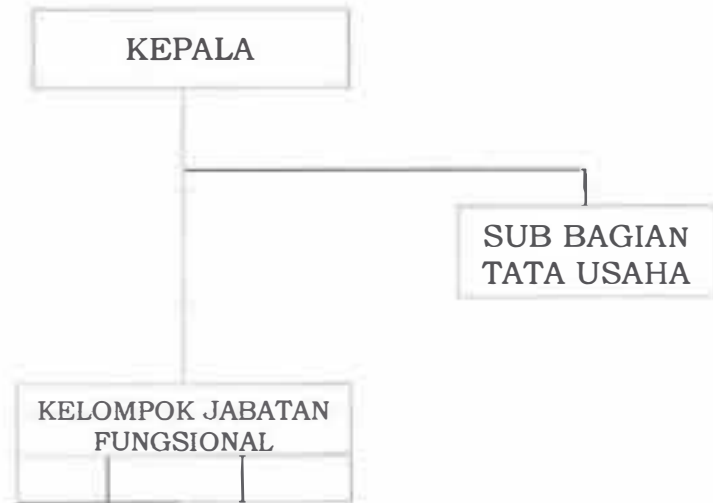 KEPALA
SUB BAGIAN
TATA USAHA
KELOMPOK JABATAN
FUNGSIONAL